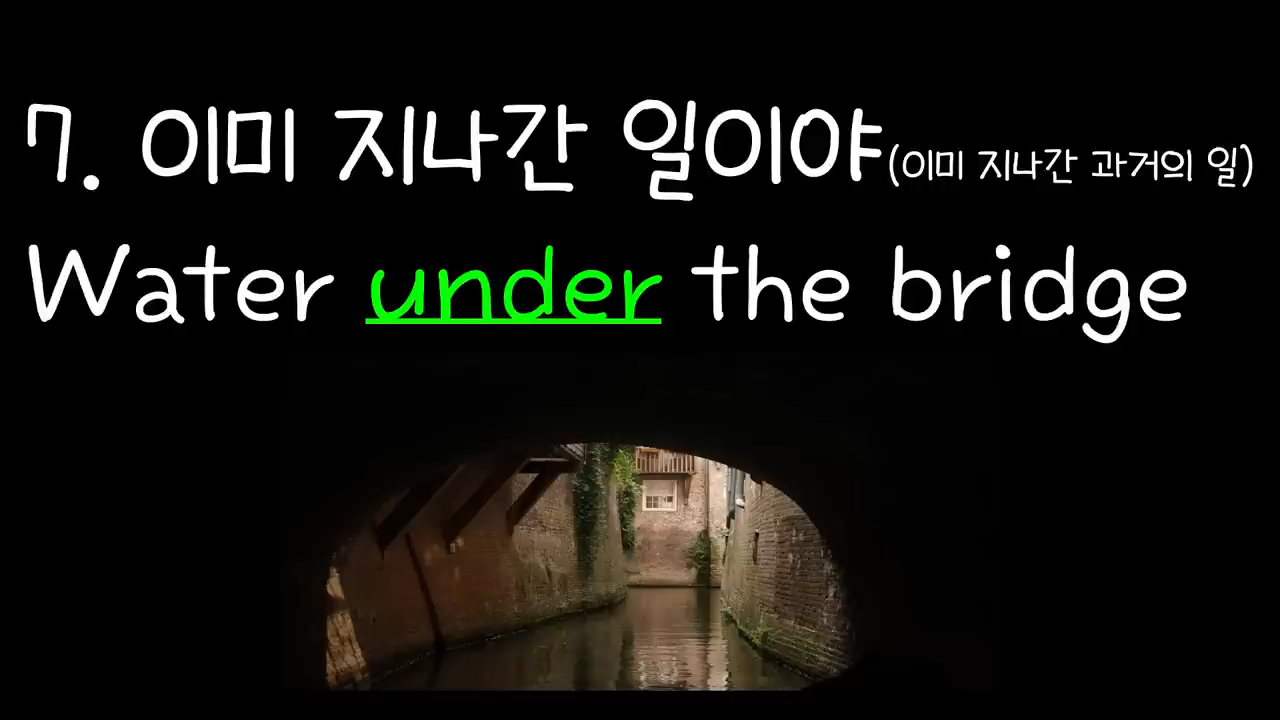 7. 이미 지나간 일이야(이미 지나간 과거의 일)
Water under the bridge